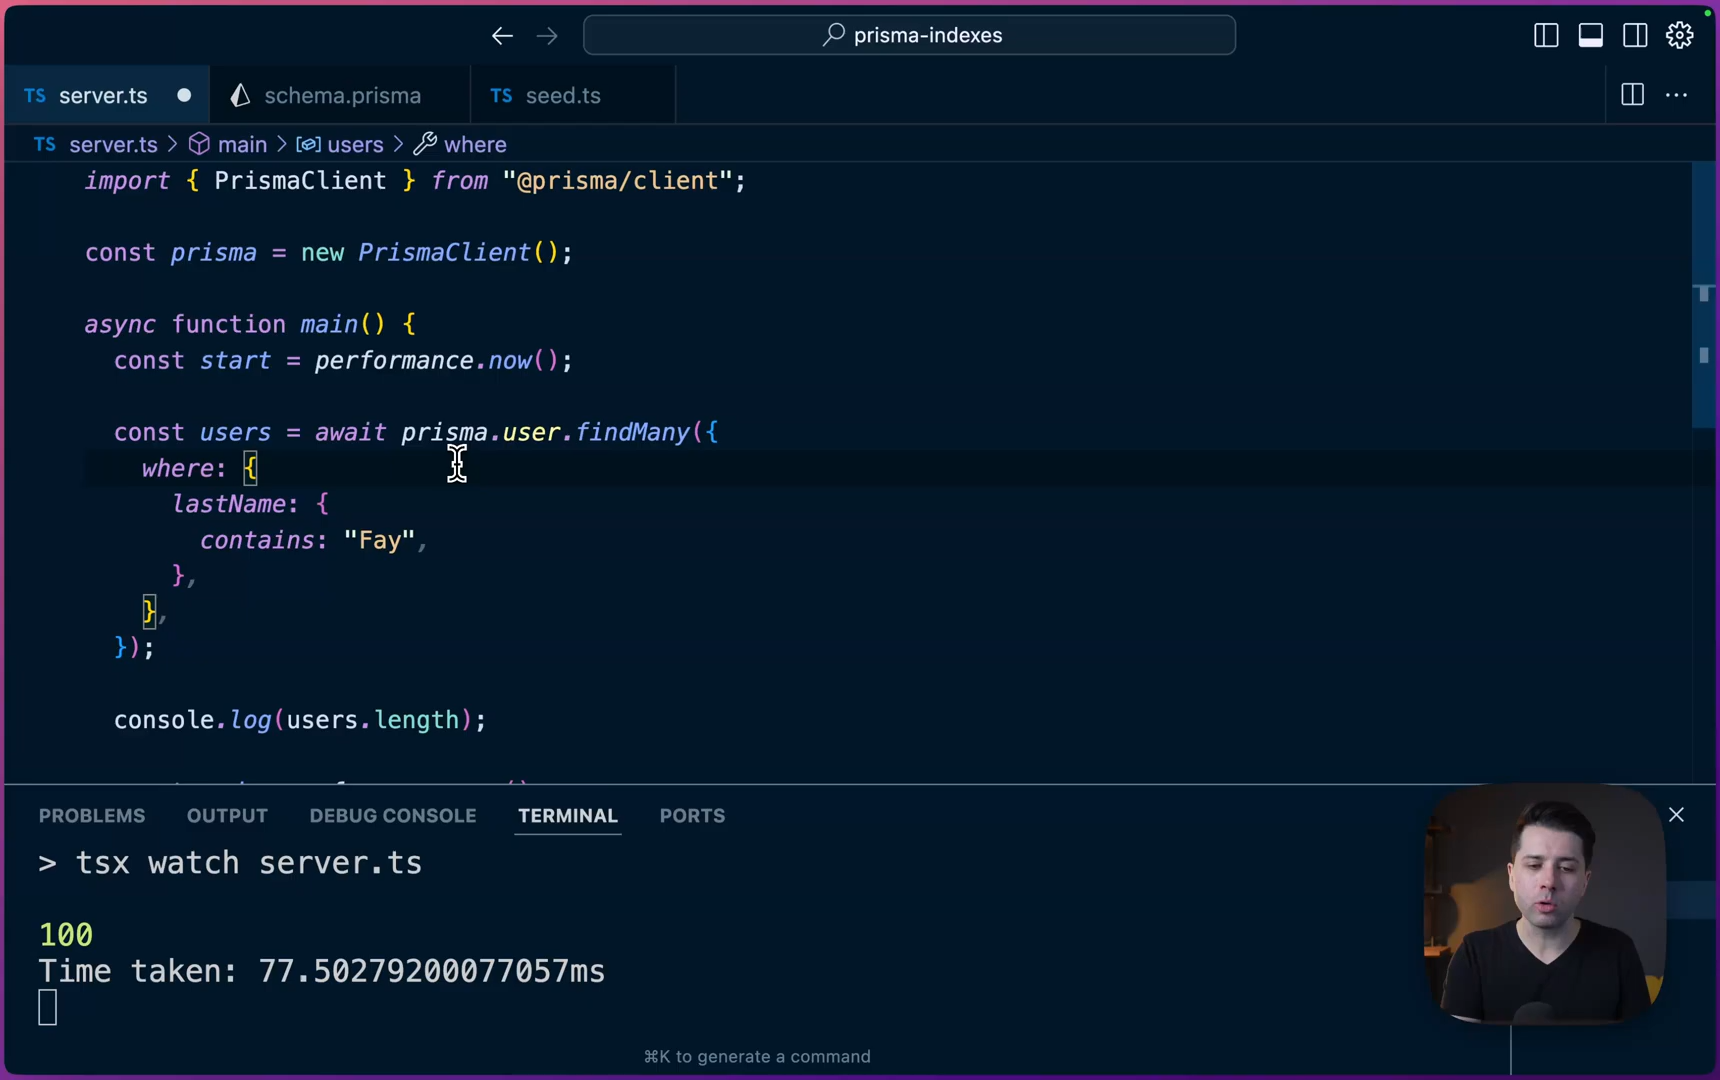 prisma-indexes
TS server.ts
schema.prisma
TS seed.ts
TS server.ts > main > users > where
import { PrismaClient } from "@prisma/client";
const prisma = new PrismaClient();
async function main() {
const start = performance.now();
const users = await prisma.user.findMany({
where: {
lastName: {
contains: "Fay",
},
},
});
console.log(users.length);
PROBLEMS OUTPUT DEBUG CONSOLE TERMINAL PORTS
> tsx watch server.ts
100
Time taken: 77.50279200077057ms
⌘K to generate a command